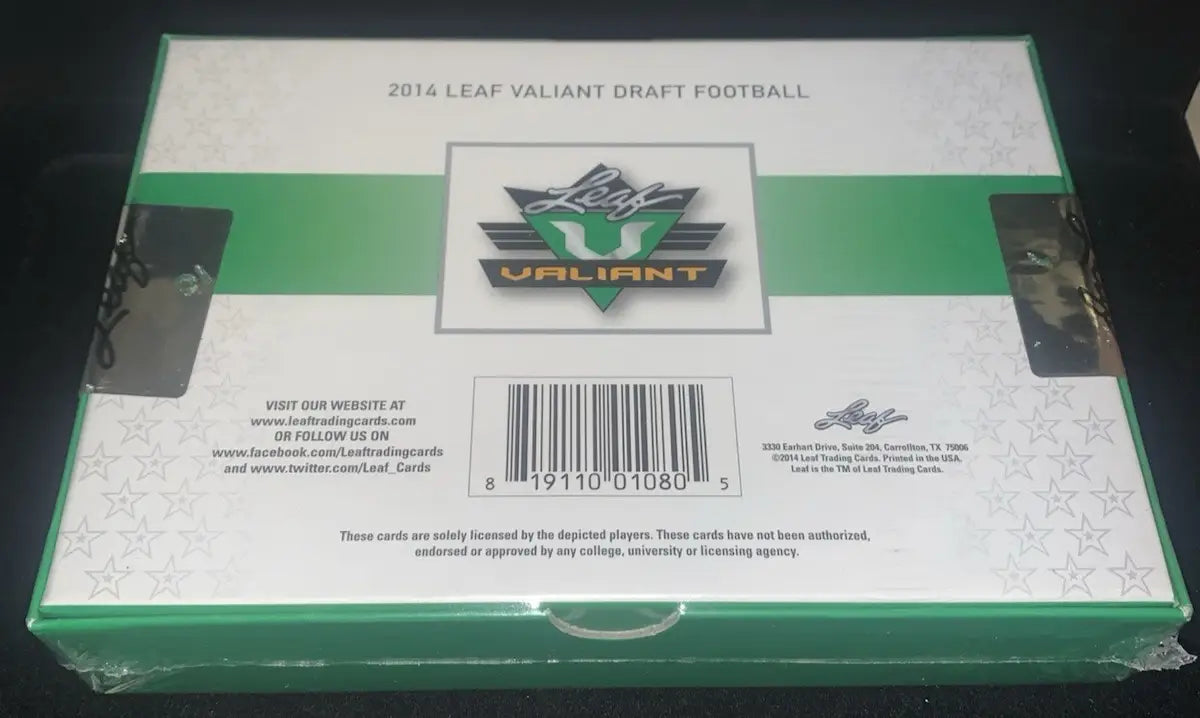 2014 LEAF VALIANT DRAFT FOOTBALL
Leaf
VALIANT
Leaf
Leaf
VISIT OUR WEBSITE AT
www.leaftradingcards.com
OR FOLLOW US ON
www.facebook.com/Leaftradingcards
and www.twitter.com/Leaf_Cards
8 19110 01080 5
Leaf
3330 Earhart Drive, Suite 204, Carrollton, TX 75006
©2014 Leaf Trading Cards. Printed in the USA.
Leaf is the TM of Leaf Trading Cards.
These cards are solely licensed by the depicted players. These cards have not been authorized,
endorsed or approved by any college, university or licensing agency.